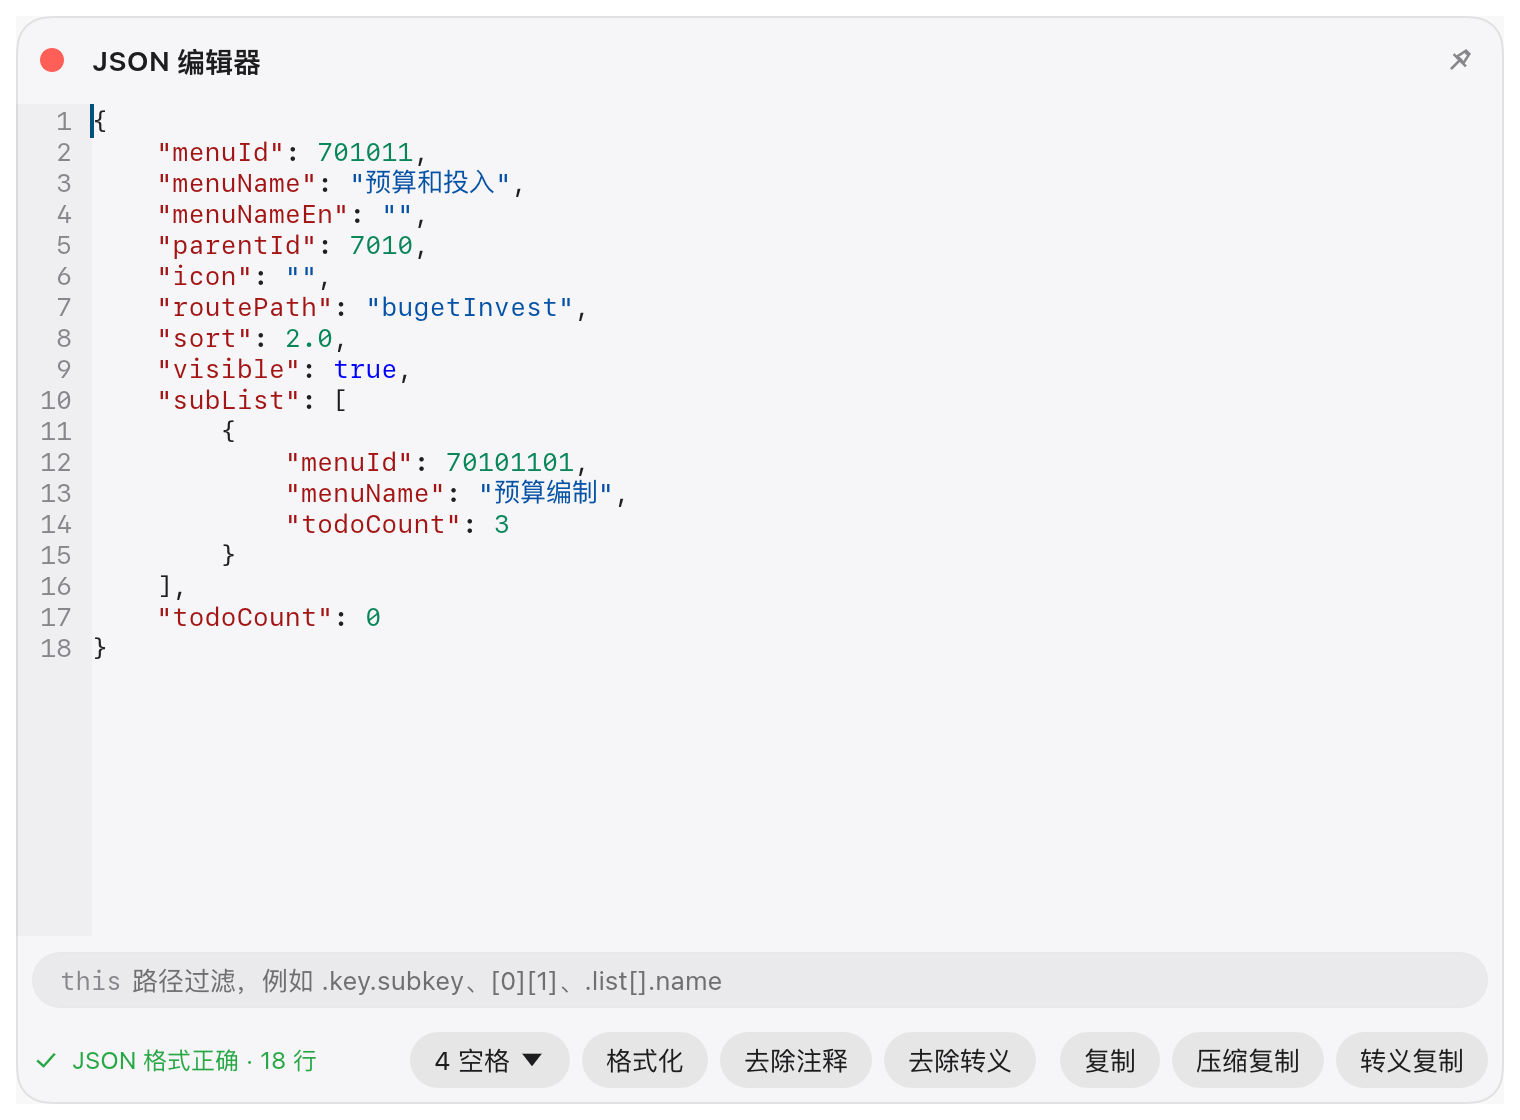 JSON 编辑器
1 {
2     "menuId": 701011,
3     "menuName": "预算和投入",
4     "menuNameEn": "",
5     "parentId": 7010,
6     "icon": "",
7     "routePath": "bugetInvest",
8     "sort": 2.0,
9     "visible": true,
10     "subList": [
11         {
12             "menuId": 70101101,
13             "menuName": "预算编制",
14             "todoCount": 3
15         }
16     ],
17     "todoCount": 0
18 }
this 路径过滤，例如 .key.subkey、[0][1]、.list[].name
JSON 格式正确 · 18 行 4 空格 格式化 去除注释 去除转义 复制 压缩复制 转义复制